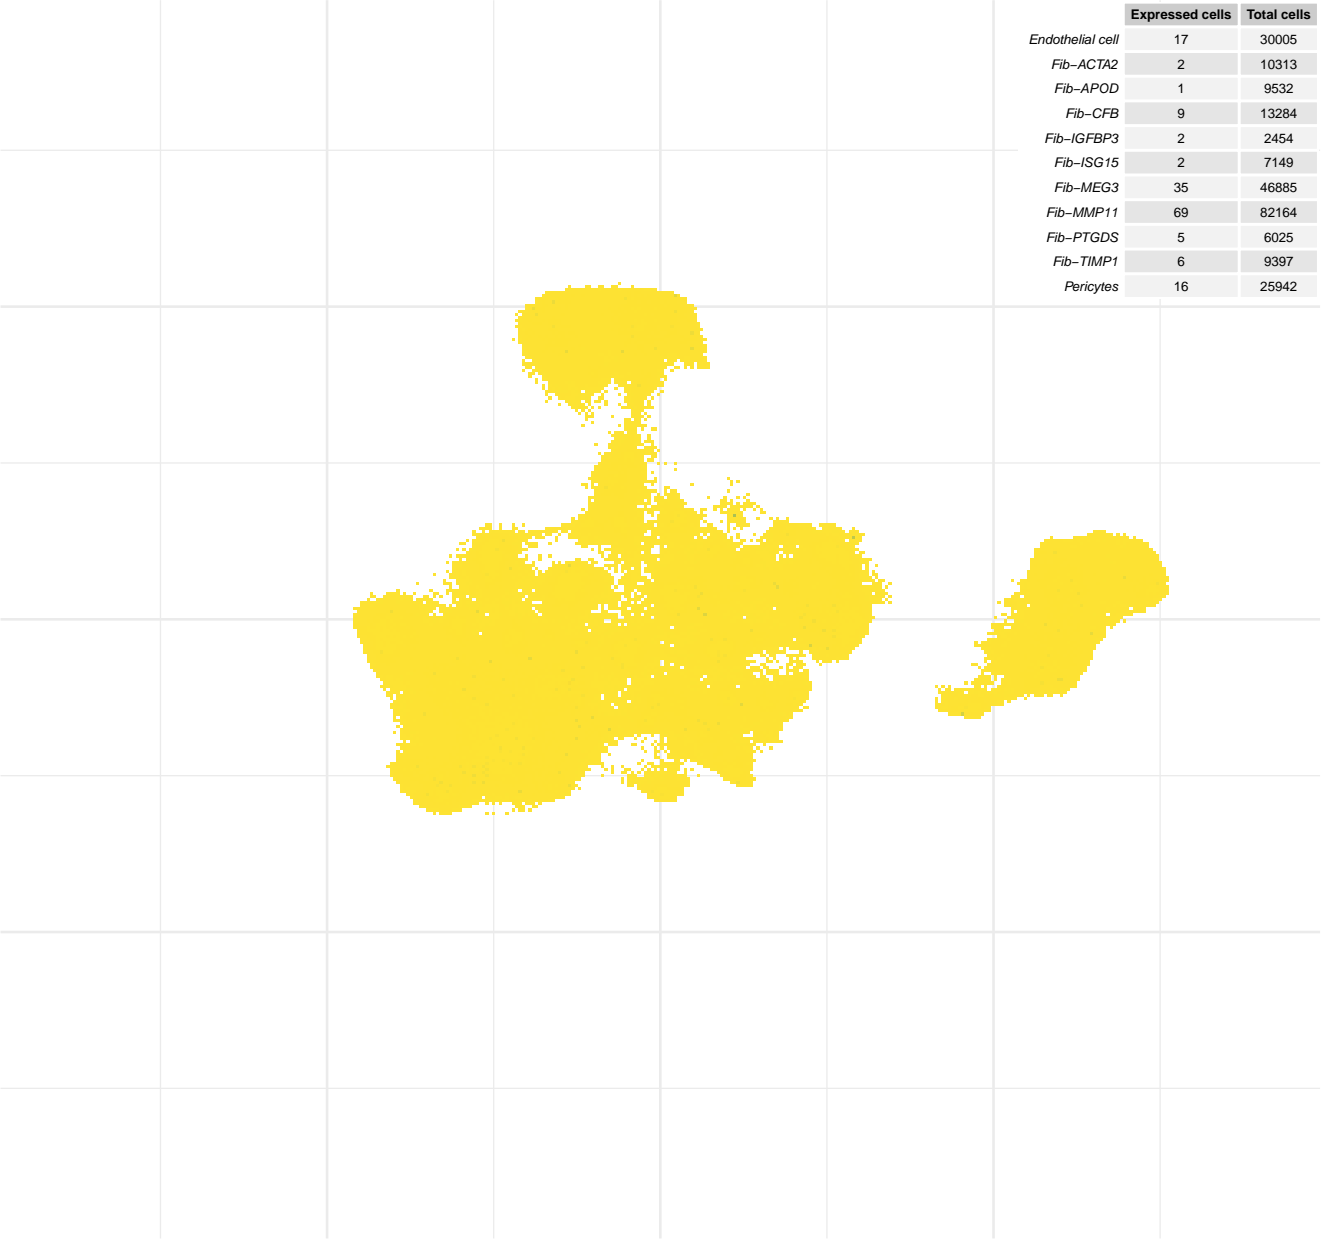 Expressed cells Total cells
Endothelial cell 17 30005
Fib−ACTA2 2 10313
Fib−APOD 1 9532
Fib−CFB 9 13284
Fib−IGFBP3 2 2454
Fib−ISG15 2 7149
Fib−MEG3 35 46885
Fib−MMP11 69 82164
Fib−PTGDS 5 6025
Fib−TIMP1 6 9397
Pericytes 16 25942